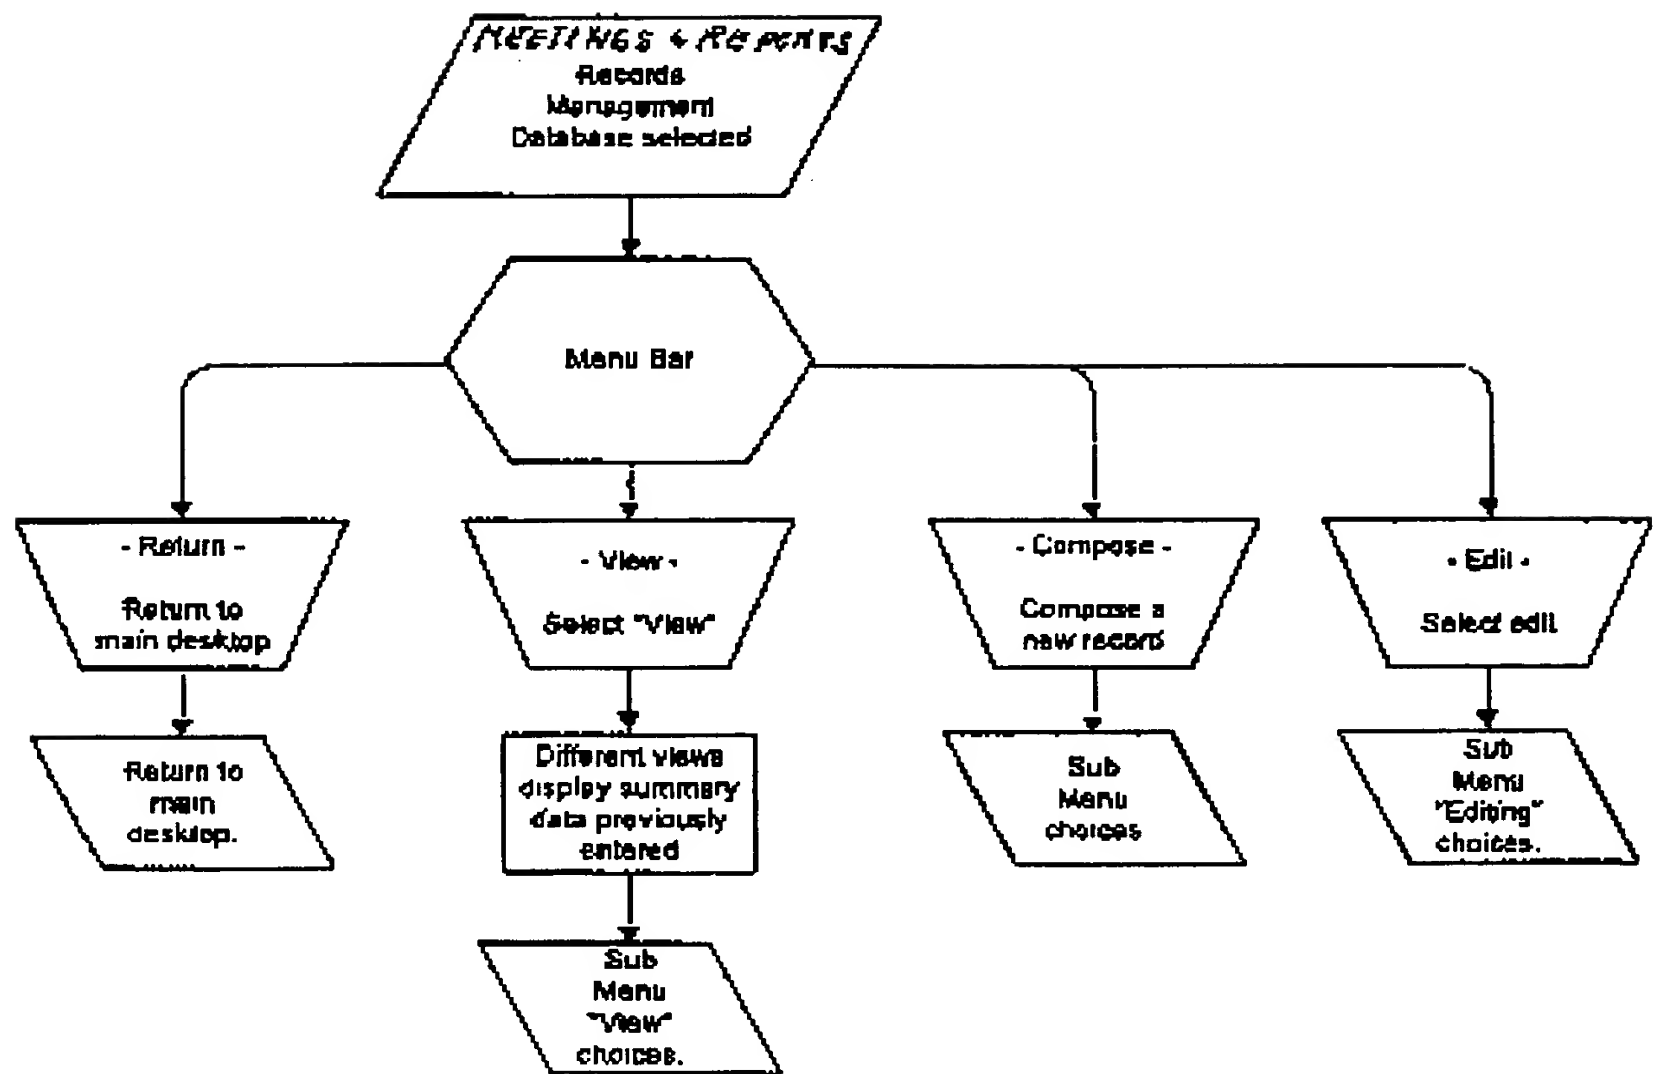 MEETINGS & REPORTS
Records
Management
Database selected
Menu Bar
- Return -
Return to
main desktop
- View -
Select "View"
- Compose -
Compose a
new record
- Edit -
Select edit
Return to
main
desktop.
Different views
display summary
data previously
entered
Sub
Menu
choices
Sub
Menu
"Editing"
choices.
Sub
Menu
"View"
choices.